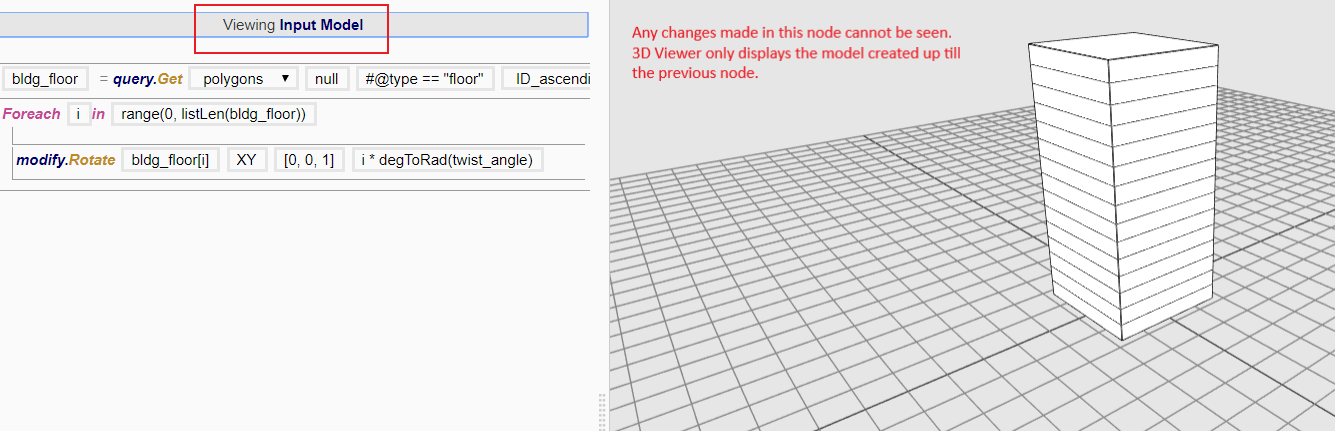 Viewing Input Model
bldg_floor = query.Get polygons ▼ null #@type == "floor" ID_ascendi
Foreach i in range(0, listLen(bldg_floor))
modify.Rotate bldg_floor[i] XY [0, 0, 1] i * degToRad(twist_angle)
Any changes made in this node cannot be seen.
3D Viewer only displays the model created up till
the previous node.